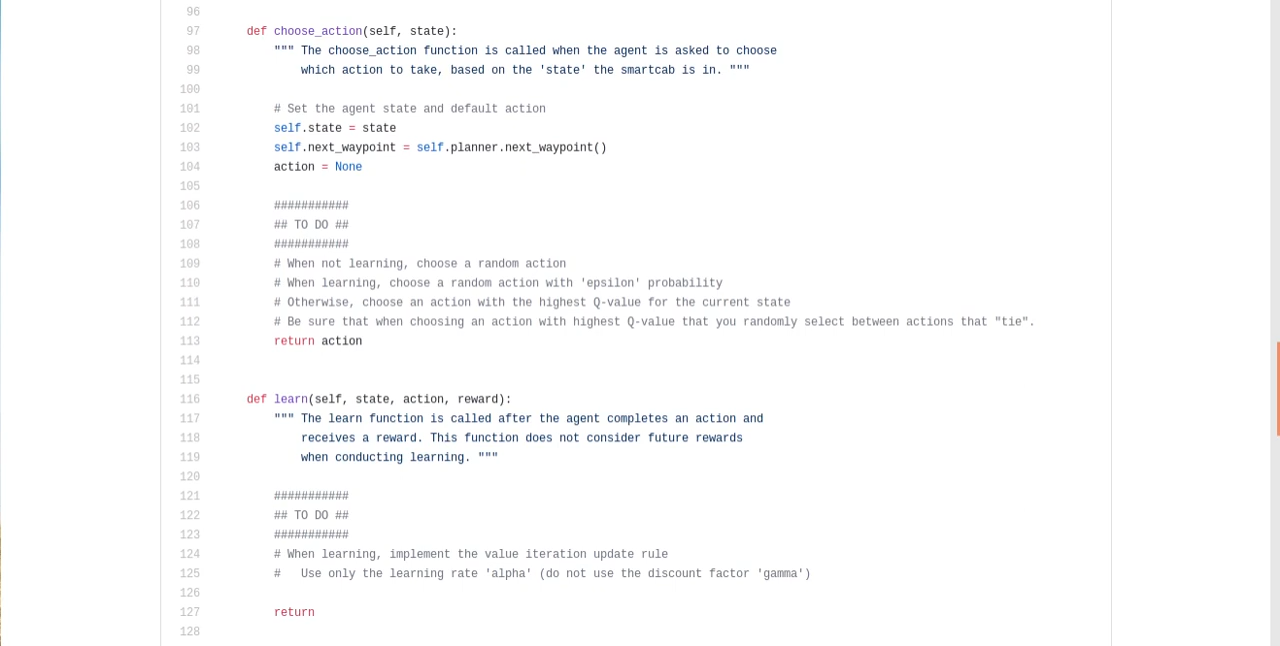 96
97 def choose_action(self, state):
98 """ The choose_action function is called when the agent is asked to choose
99 which action to take, based on the 'state' the smartcab is in. """
100
101 # Set the agent state and default action
102 self.state = state
103 self.next_waypoint = self.planner.next_waypoint()
104 action = None
105
106 ###########
107 ## TO DO ##
108 ###########
109 # When not learning, choose a random action
110 # When learning, choose a random action with 'epsilon' probability
111 # Otherwise, choose an action with the highest Q-value for the current state
112 # Be sure that when choosing an action with highest Q-value that you randomly select between actions that "tie".
113 return action
114
115
116 def learn(self, state, action, reward):
117 """ The learn function is called after the agent completes an action and
118 receives a reward. This function does not consider future rewards
119 when conducting learning. """
120
121 ###########
122 ## TO DO ##
123 ###########
124 # When learning, implement the value iteration update rule
125 #   Use only the learning rate 'alpha' (do not use the discount factor 'gamma')
126
127 return
128